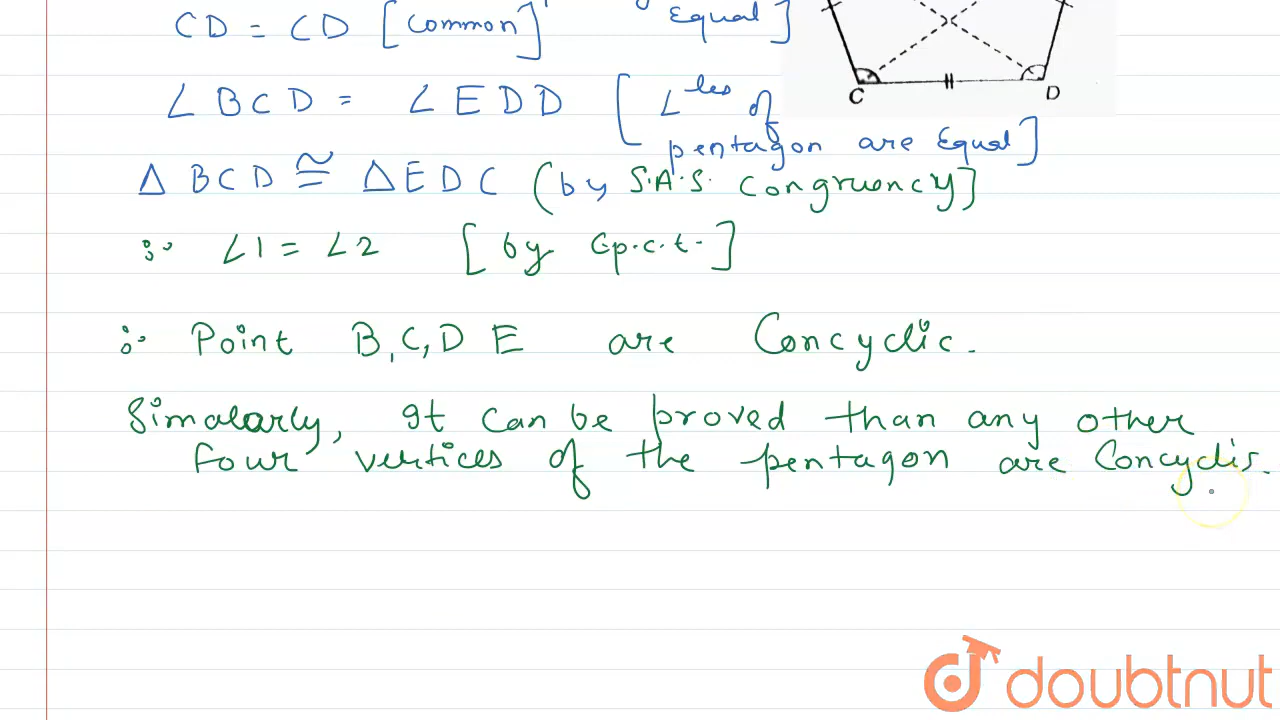 CD = CD [Common] Equal]
C D
∠BCD = ∠EDD [∠les of
pentagon are Equal]
Δ BCD ≅ ΔEDC (by S.A.S. Congruency]
∴ ∠1 = ∠2 [by Cp.c.t.]
∴ Point B, C, D E are Concyclic.
Simalarly, It can be proved than any other
four vertices of the pentagon are Concyclis.
doubtnut